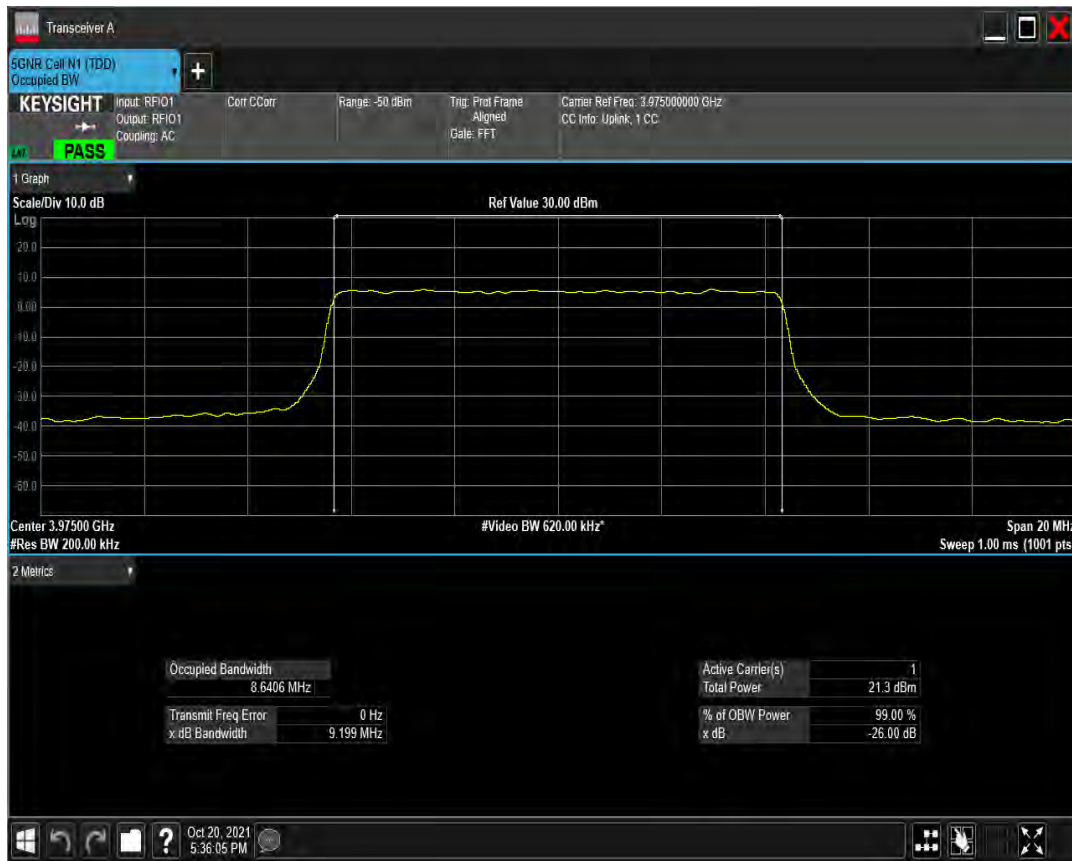 Transceiver A
5GNR Cell N1 (TDD)
Occupied BW
+
KEYSIGHT
Input: RFIO1
Output: RFIO1
Coupling: AC
Corr CCorr
Range: -50 dBm
Trig: Prot Frame
Aligned
Gate: FFT
Carrier Ref Freq: 3.975000000 GHz
CC Info: Uplink, 1 CC
PASS
1 Graph
Scale/Div 10.0 dB
Ref Value 30.00 dBm
Log
20.0
10.0
0.00
-10.0
-20.0
-30.0
-40.0
-50.0
-60.0
Center 3.97500 GHz
#Video BW 620.00 kHz*
Span 20 MHz
#Res BW 200.00 kHz
Sweep 1.00 ms (1001 pts
2 Metrics
Occupied Bandwidth
8.6406 MHz
Transmit Freq Error 0 Hz
x dB Bandwidth 9.199 MHz
Active Carrier(s) 1
Total Power 21.3 dBm
% of OBW Power 99.00 %
x dB -26.00 dB
?
Oct 20, 2021
5:36:05 PM